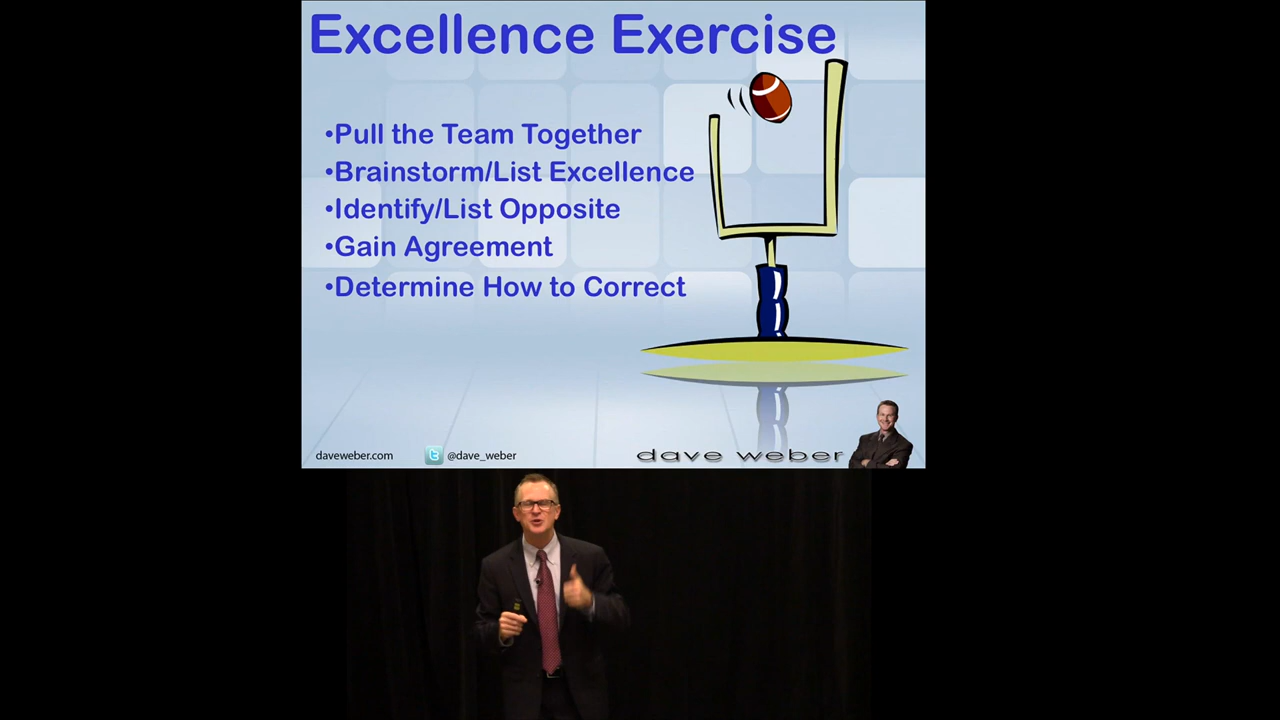 Excellence Exercise
•Pull the Team Together
•Brainstorm/List Excellence
•Identify/List Opposite
•Gain Agreement
•Determine How to Correct
daveweber.com @dave_weber dave weber